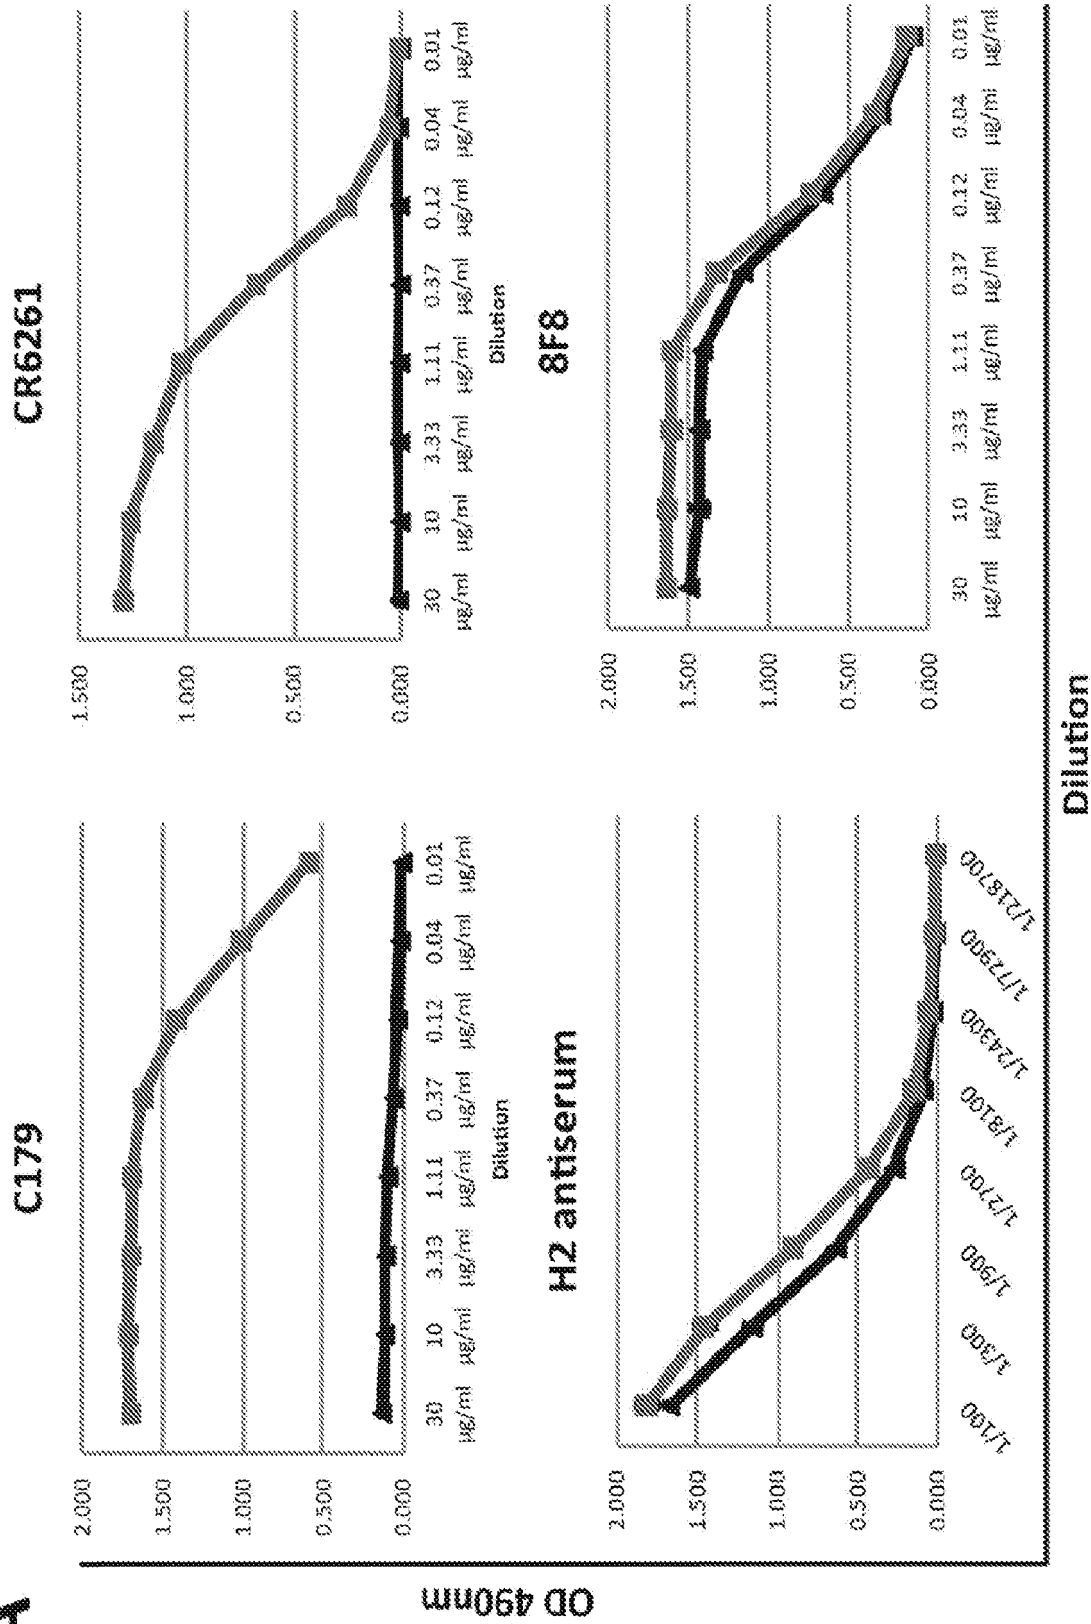 A
OD 490nm
C179
2.000
1.500
1.000
0.500
0.000
30 10 3.33 1.11 0.37 0.12 0.04 0.01
µg/ml µg/ml µg/ml µg/ml µg/ml µg/ml µg/ml µg/ml
Dilution
CR6261
1.500
1.000
0.500
0.000
30 10 3.33 1.11 0.37 0.12 0.04 0.01
µg/ml µg/ml µg/ml µg/ml µg/ml µg/ml µg/ml µg/ml
Dilution
H2 antiserum
2.000
1.500
1.000
0.500
0.000
1/100 1/300 1/900 1/2700 1/8100 1/24300 1/72900 1/218700
8F8
2.000
1.500
1.000
0.500
0.000
30 10 3.33 1.11 0.37 0.12 0.04 0.01
µg/ml µg/ml µg/ml µg/ml µg/ml µg/ml µg/ml µg/ml
Dilution